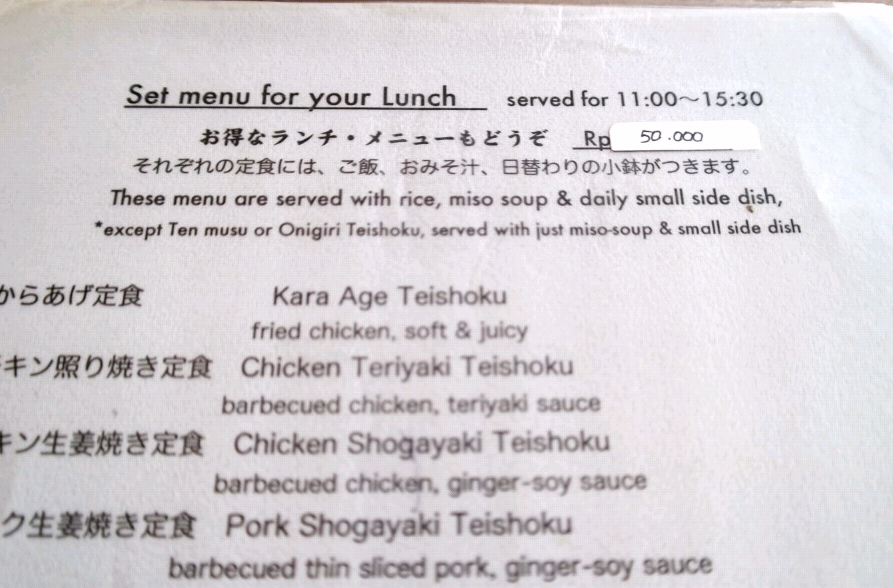 Set menu for your Lunch served for 11:00～15:30
お得なランチ・メニューもどうぞ Rp 50.000
それぞれの定食には、ご飯、おみそ汁、日替わりの小鉢がつきます。
These menu are served with rice, miso soup & daily small side dish,
*except Ten musu or Onigiri Teishoku, served with just miso-soup & small side dish
からあげ定食 Kara Age Teishoku
fried chicken, soft & juicy
キン照り焼き定食 Chicken Teriyaki Teishoku
barbecued chicken, teriyaki sauce
キン生姜焼き定食 Chicken Shogayaki Teishoku
barbecued chicken, ginger-soy sauce
ク生姜焼き定食 Pork Shogayaki Teishoku
barbecued thin sliced pork, ginger-soy sauce